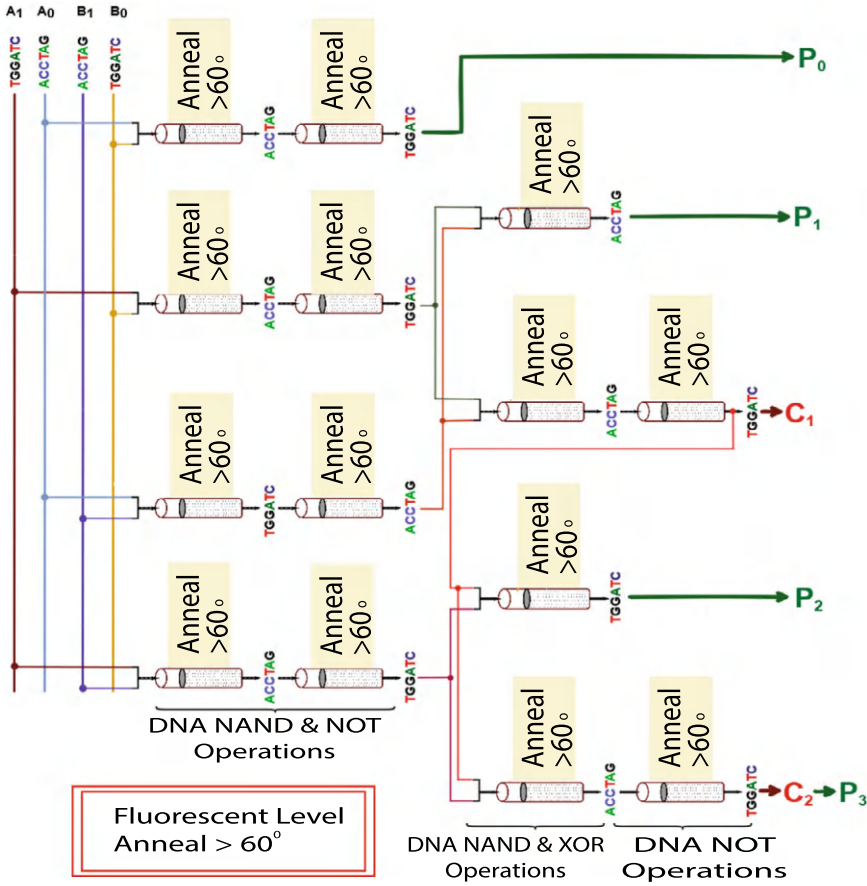 A1 A0 B1 B0
TGGATC ACCTAG ACCTAG TGGATC
Anneal >60° Anneal >60°
ACCTAG TGGATC
P0
Anneal >60°
ACCTAG
P1
Anneal >60° Anneal >60°
ACCTAG TGGATC
Anneal >60° Anneal >60°
ACCTAG TGGATC
C1
Anneal >60° Anneal >60°
TGGATC ACCTAG
Anneal >60°
TGGATC
P2
Anneal >60° Anneal >60°
ACCTAG TGGATC
Anneal >60° Anneal >60°
ACCTAG TGGATC
C2 P3
DNA NAND & NOT
Operations
Fluorescent Level
Anneal > 60°
DNA NAND & XOR
Operations
DNA NOT
Operations